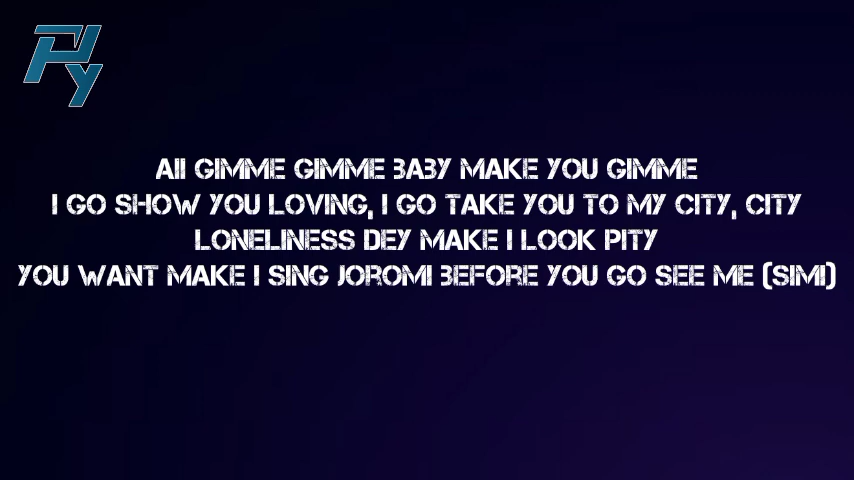 Py
All GIMME GIMME BABY MAKE YOU GIMME
I GO SHOW YOU LOVING, I GO TAKE YOU TO MY CITY, CITY
LONELINESS DEY MAKE I LOOK PITY
YOU WANT MAKE I SING JOROMI BEFORE YOU GO SEE ME (SIMI)